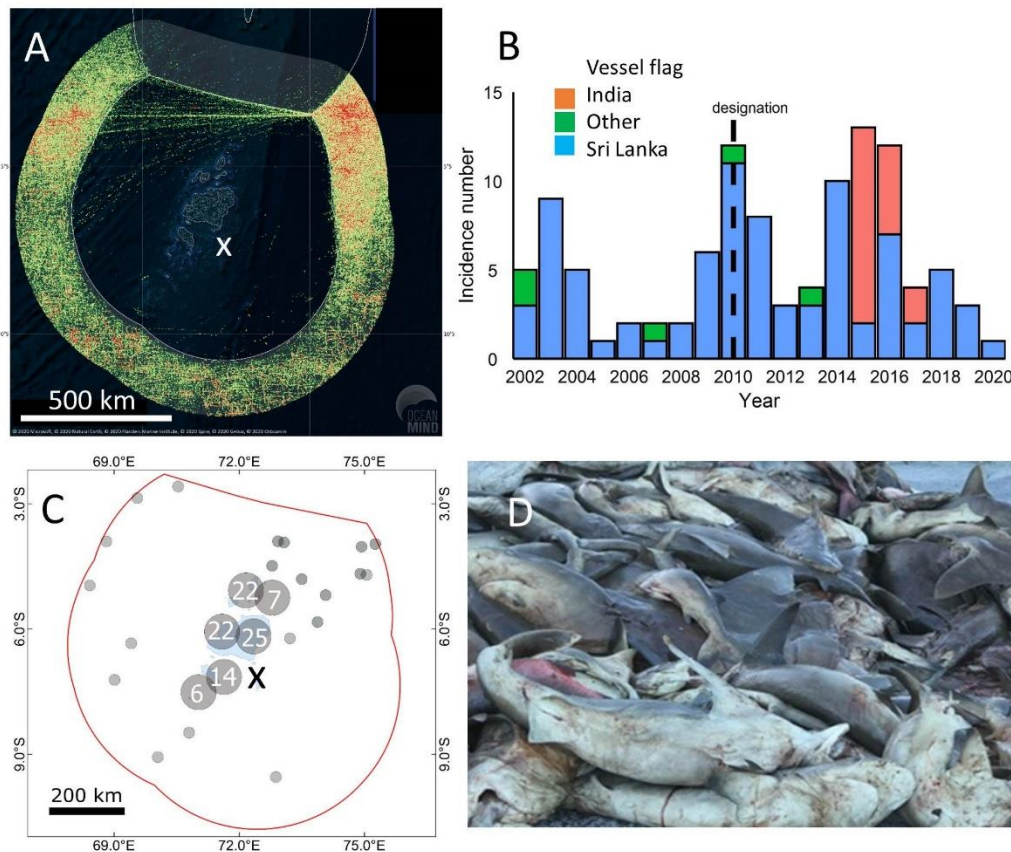 A
5°S
10°S
500 km
OCEAN
MIND
B
Vessel flag
India
Other
Sri Lanka
designation
15
10
5
0
Incidence number
2002 2004 2006 2008 2010 2012 2014 2016 2018 2020
Year
X
C
69.0°E 72.0°E 75.0°E
3.0°S 3.0°S
22 7
6.0°S 22 25 6.0°S
14 X
6
9.0°S 9.0°S
200 km
69.0°E 72.0°E 75.0°E
D